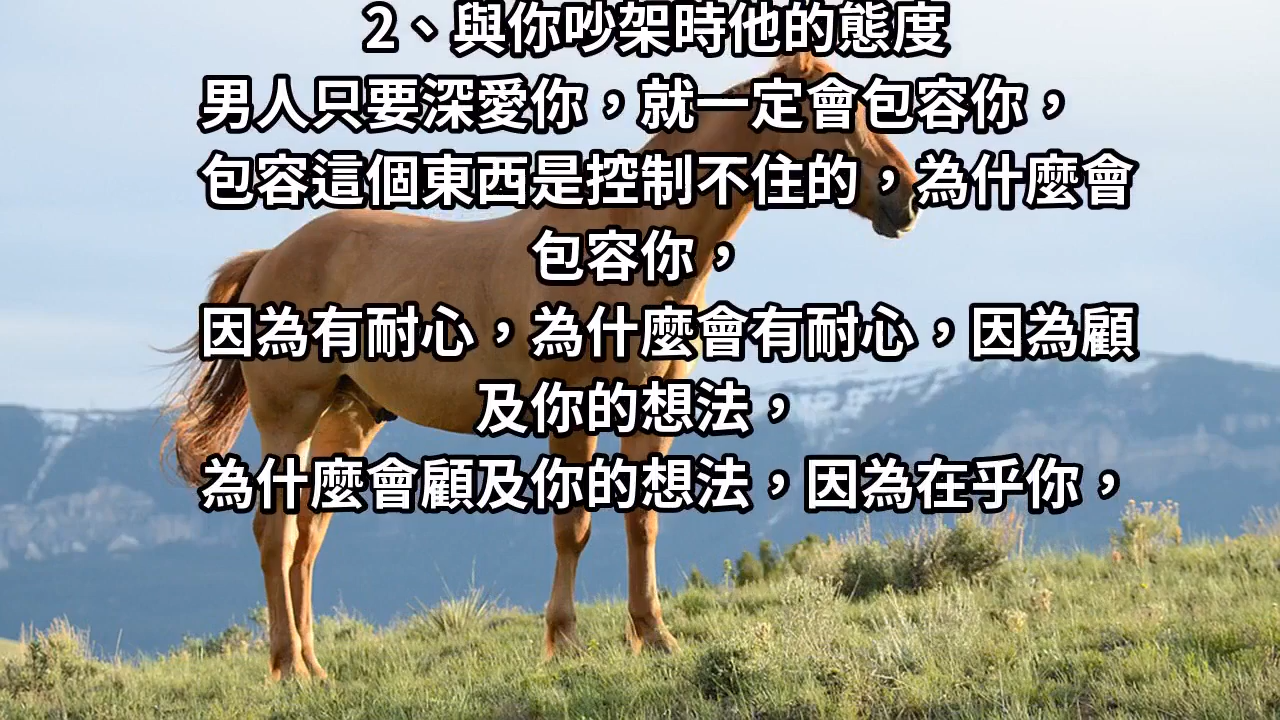 2、與你吵架時他的態度
男人只要深愛你，就一定會包容你，
包容這個東西是控制不住的，為什麼會
包容你，
因為有耐心，為什麼會有耐心，因為顧
及你的想法，
為什麼會顧及你的想法，因為在乎你，